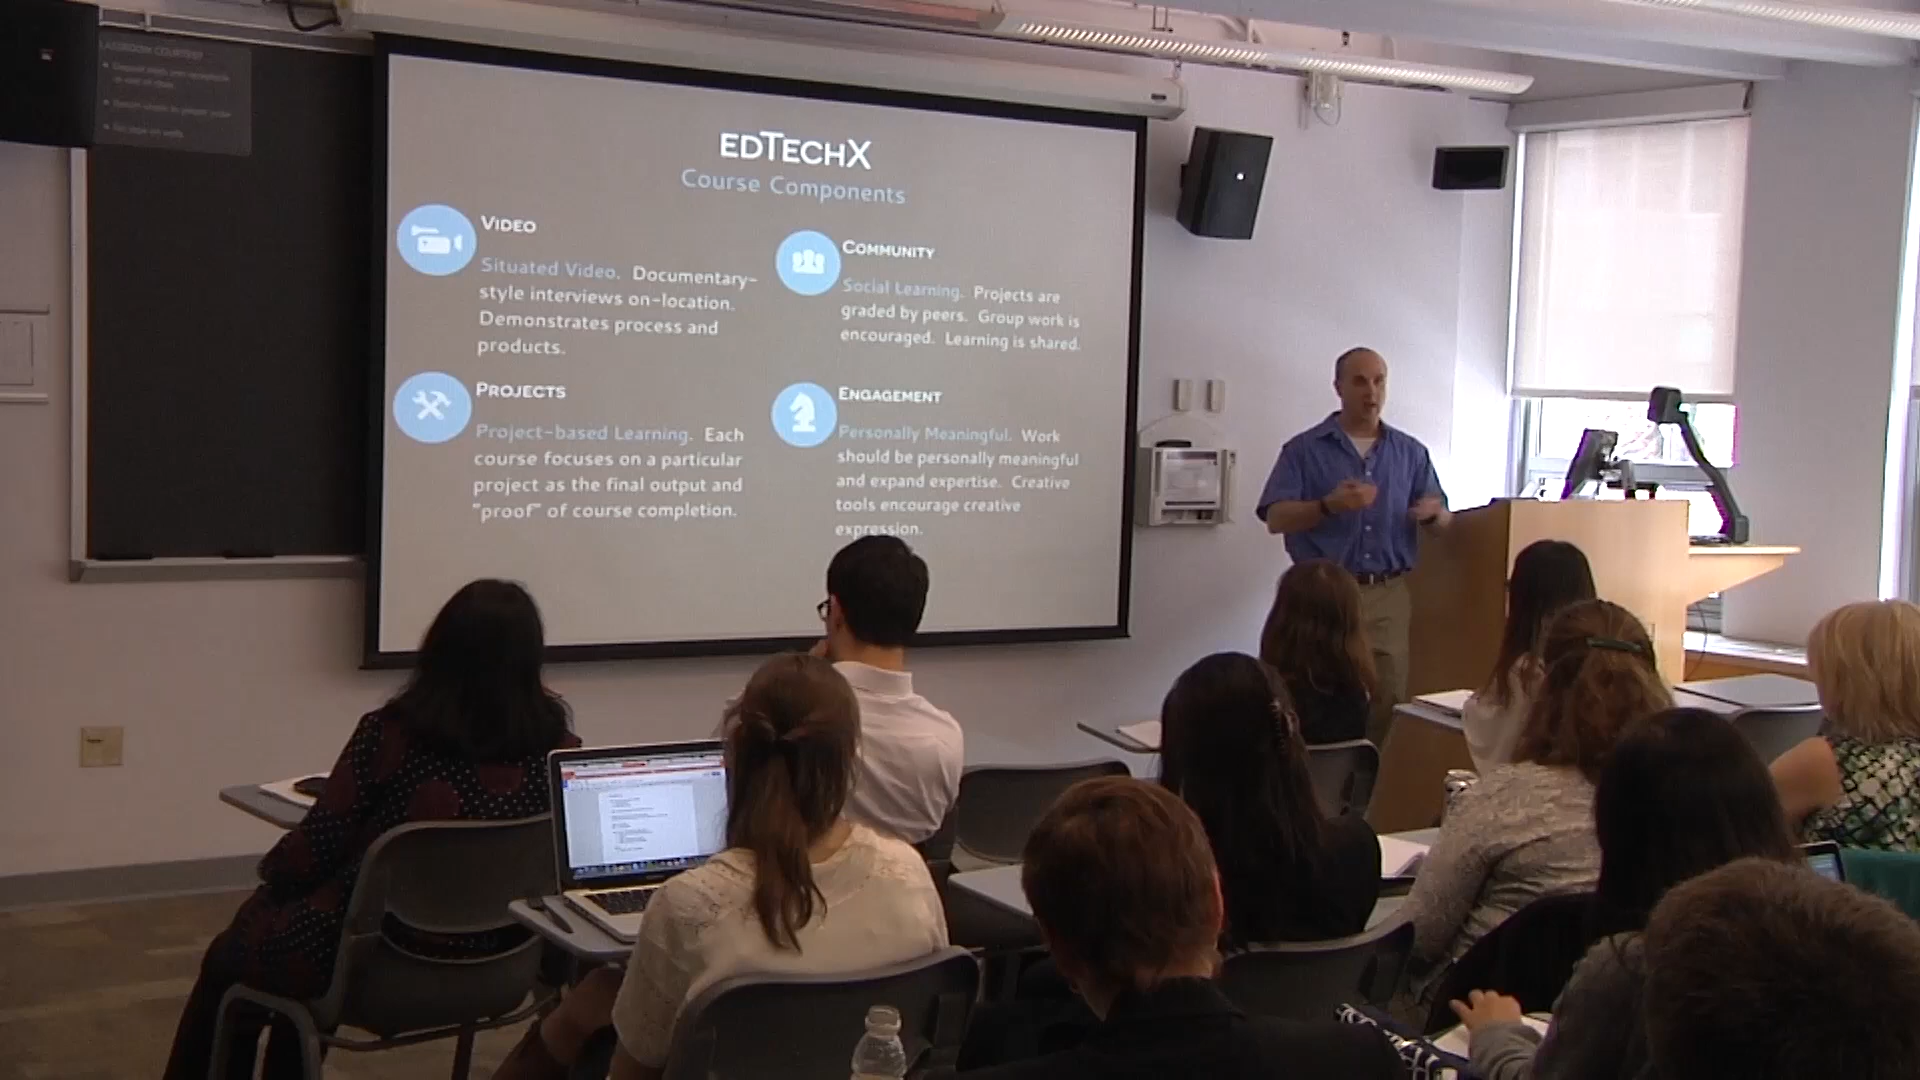 EDTECHX
Course Components
VIDEO
Situated Video. Documentary-
style interviews on-location.
Demonstrates process and
products.
COMMUNITY
Social Learning. Projects are
graded by peers. Group work is
encouraged. Learning is shared.
PROJECTS
Project-based Learning. Each
course focuses on a particular
project as the final output and
"proof" of course completion.
ENGAGEMENT
Personally Meaningful. Work
should be personally meaningful
and expand expertise. Creative
tools encourage creative
expression.